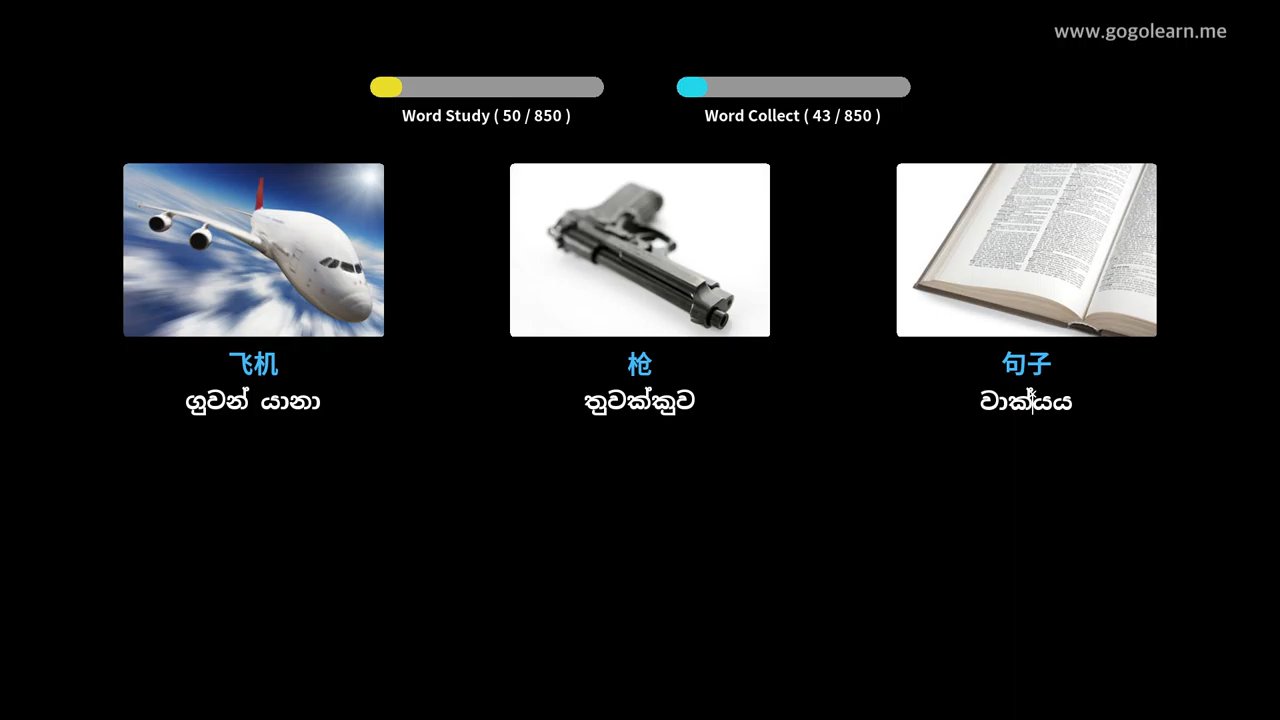 www.gogolearn.me
Word Study ( 50 / 850 )
Word Collect ( 43 / 850 )
飞机
ගුවන් යානා
枪
තුවක්කුව
句子
වාක්‍යය